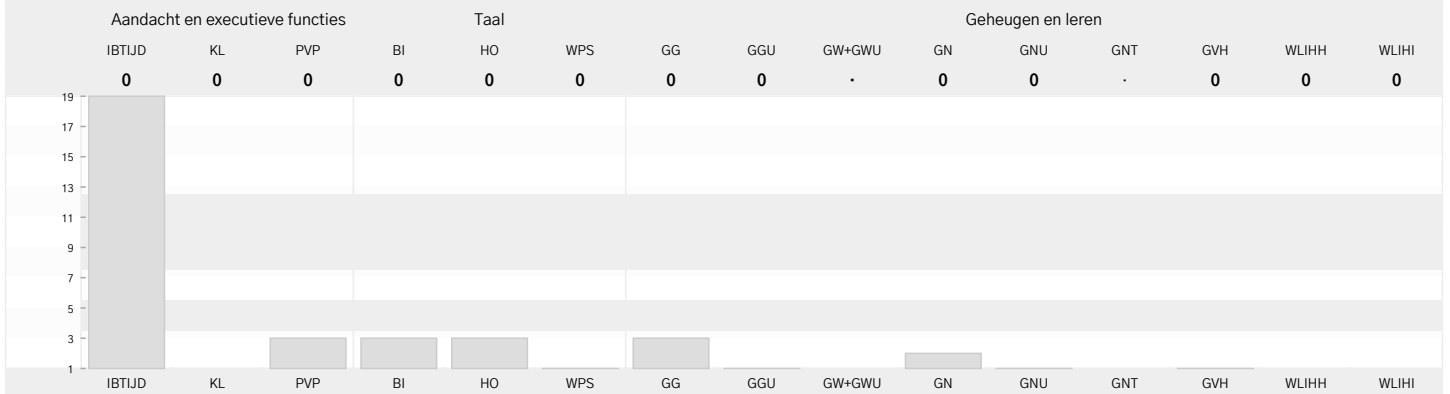 Aandacht en executieve functies Taal Geheugen en leren
IBTIJD KL PVP BI HO WPS GG GGU GW+GWU GN GNU GNT GVH WLIHH WLIHI
0 0 0 0 0 0 0 0 · 0 0 · 0 0 0
19
17
15
13
11
9
7
5
3
1
IBTIJD KL PVP BI HO WPS GG GGU GW+GWU GN GNU GNT GVH WLIHH WLIHI